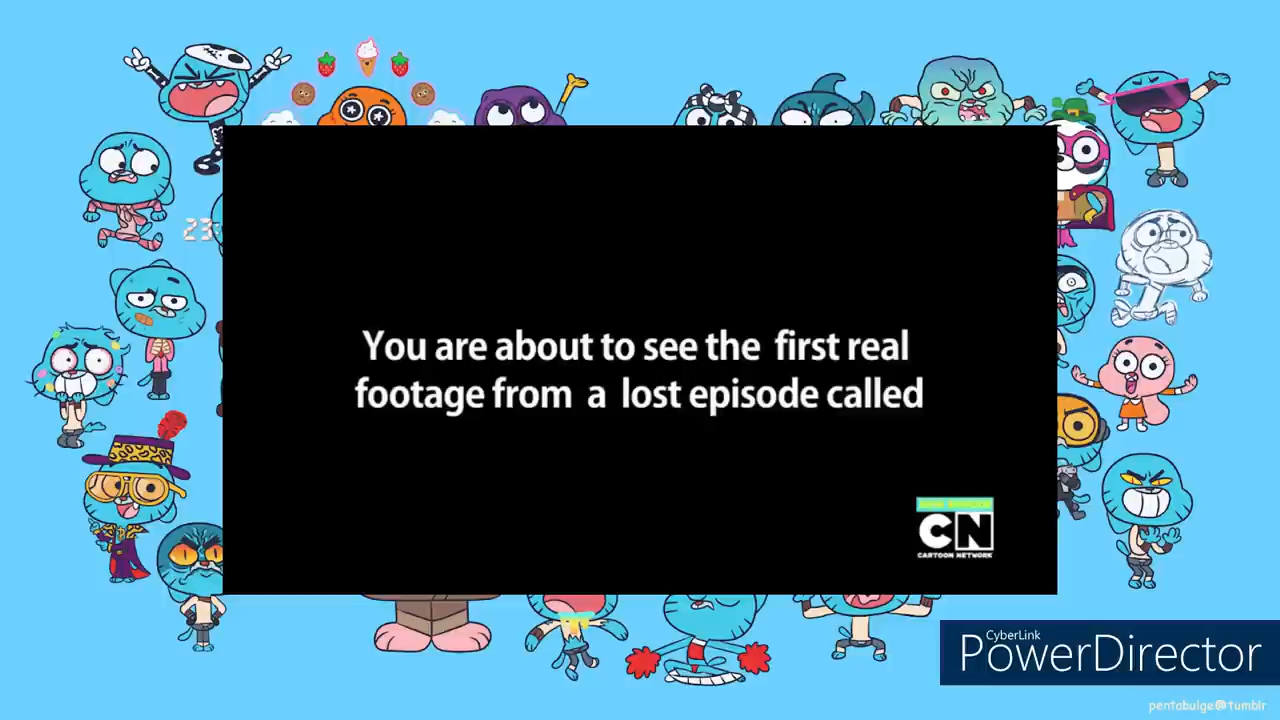 23
You are about to see the first real
footage from a lost episode called
CN
CARTOON NETWORK
CyberLink
PowerDirector
pentabulge@tumblr